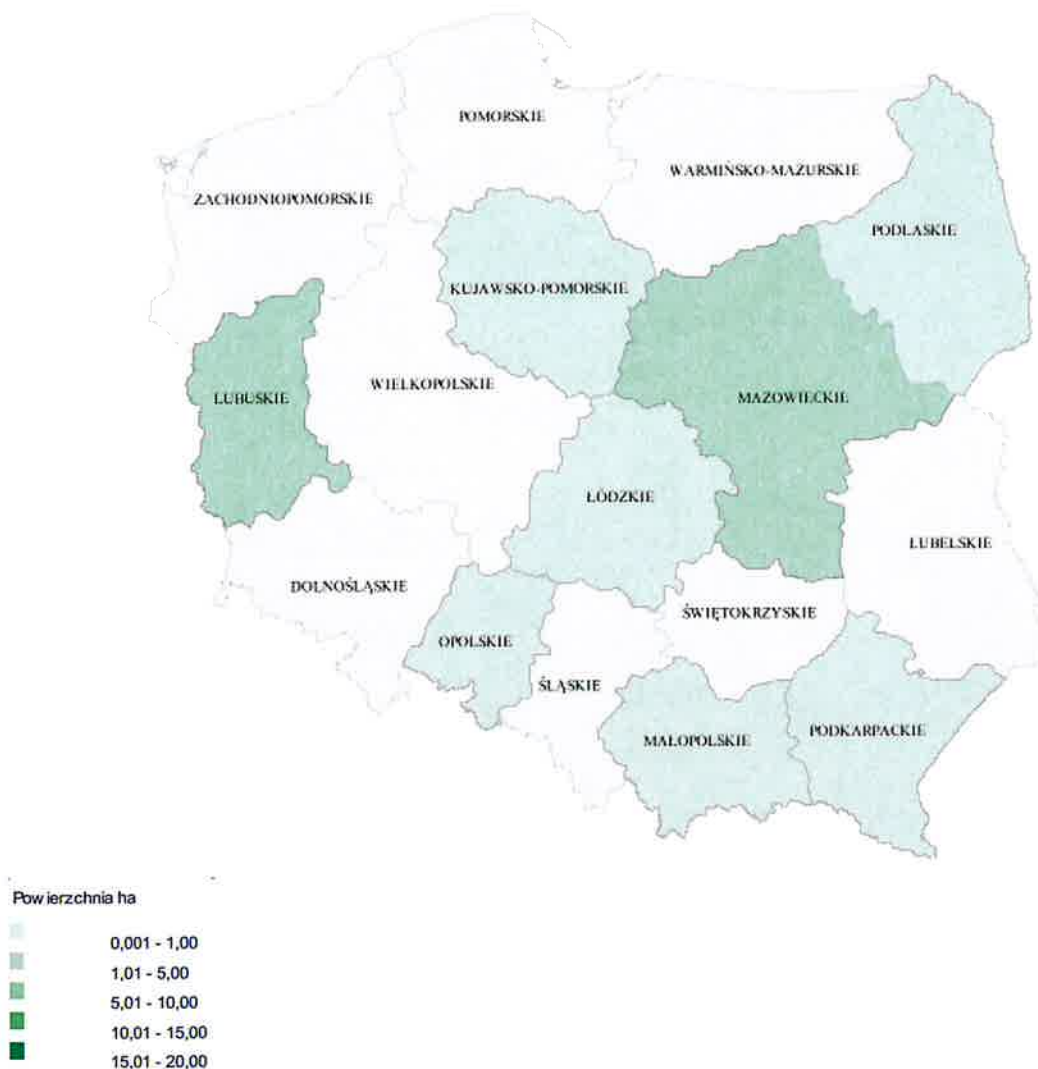 POMORSKIE
WARMIŃSKO-MAZURSKIE
ZACHODNIOPOMORSKIE
PODLASKIE
KUJAWSKO-POMORSKIE
WIELKOPOLSKIE
LUBUSKIE
MAZOWIECKIE
ŁÓDZKIE
LUBELSKIE
DOLNOŚLĄSKIE
ŚWIĘTOKRZYSKIE
OPOLSKIE
ŚLĄSKIE
PODKARPACKIE
MAŁOPOLSKIE
Powierzchnia ha
0,001 - 1,00
1,01 - 5,00
5,01 - 10,00
10,01 - 15,00
15,01 - 20,00